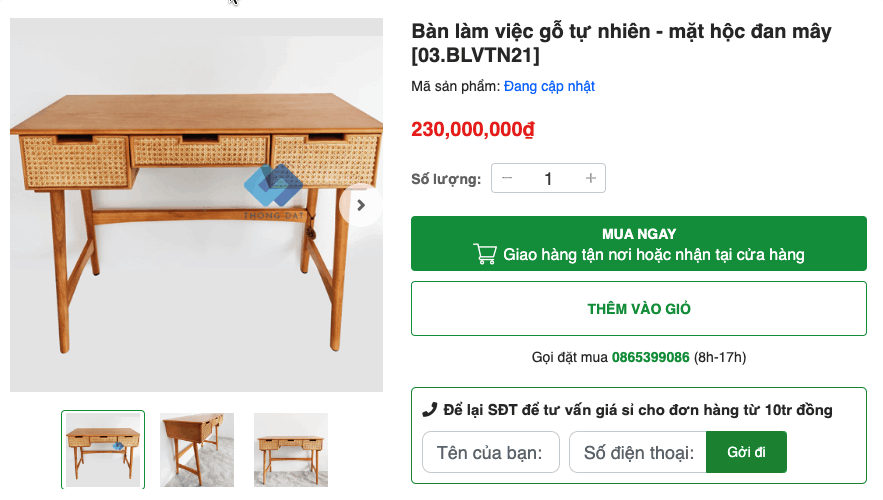 Bàn làm việc gỗ tự nhiên - mặt hộc đan mây
[03.BLVTN21]
Mã sản phẩm: Đang cập nhật
230,000,000₫
Số lượng: − 1 +
THONG DAT
MUA NGAY
Giao hàng tận nơi hoặc nhận tại cửa hàng
THÊM VÀO GIỎ
Gọi đặt mua 0865399086 (8h-17h)
Để lại SĐT để tư vấn giá sỉ cho đơn hàng từ 10tr đồng
Tên của bạn: Số điện thoại: Gởi đi